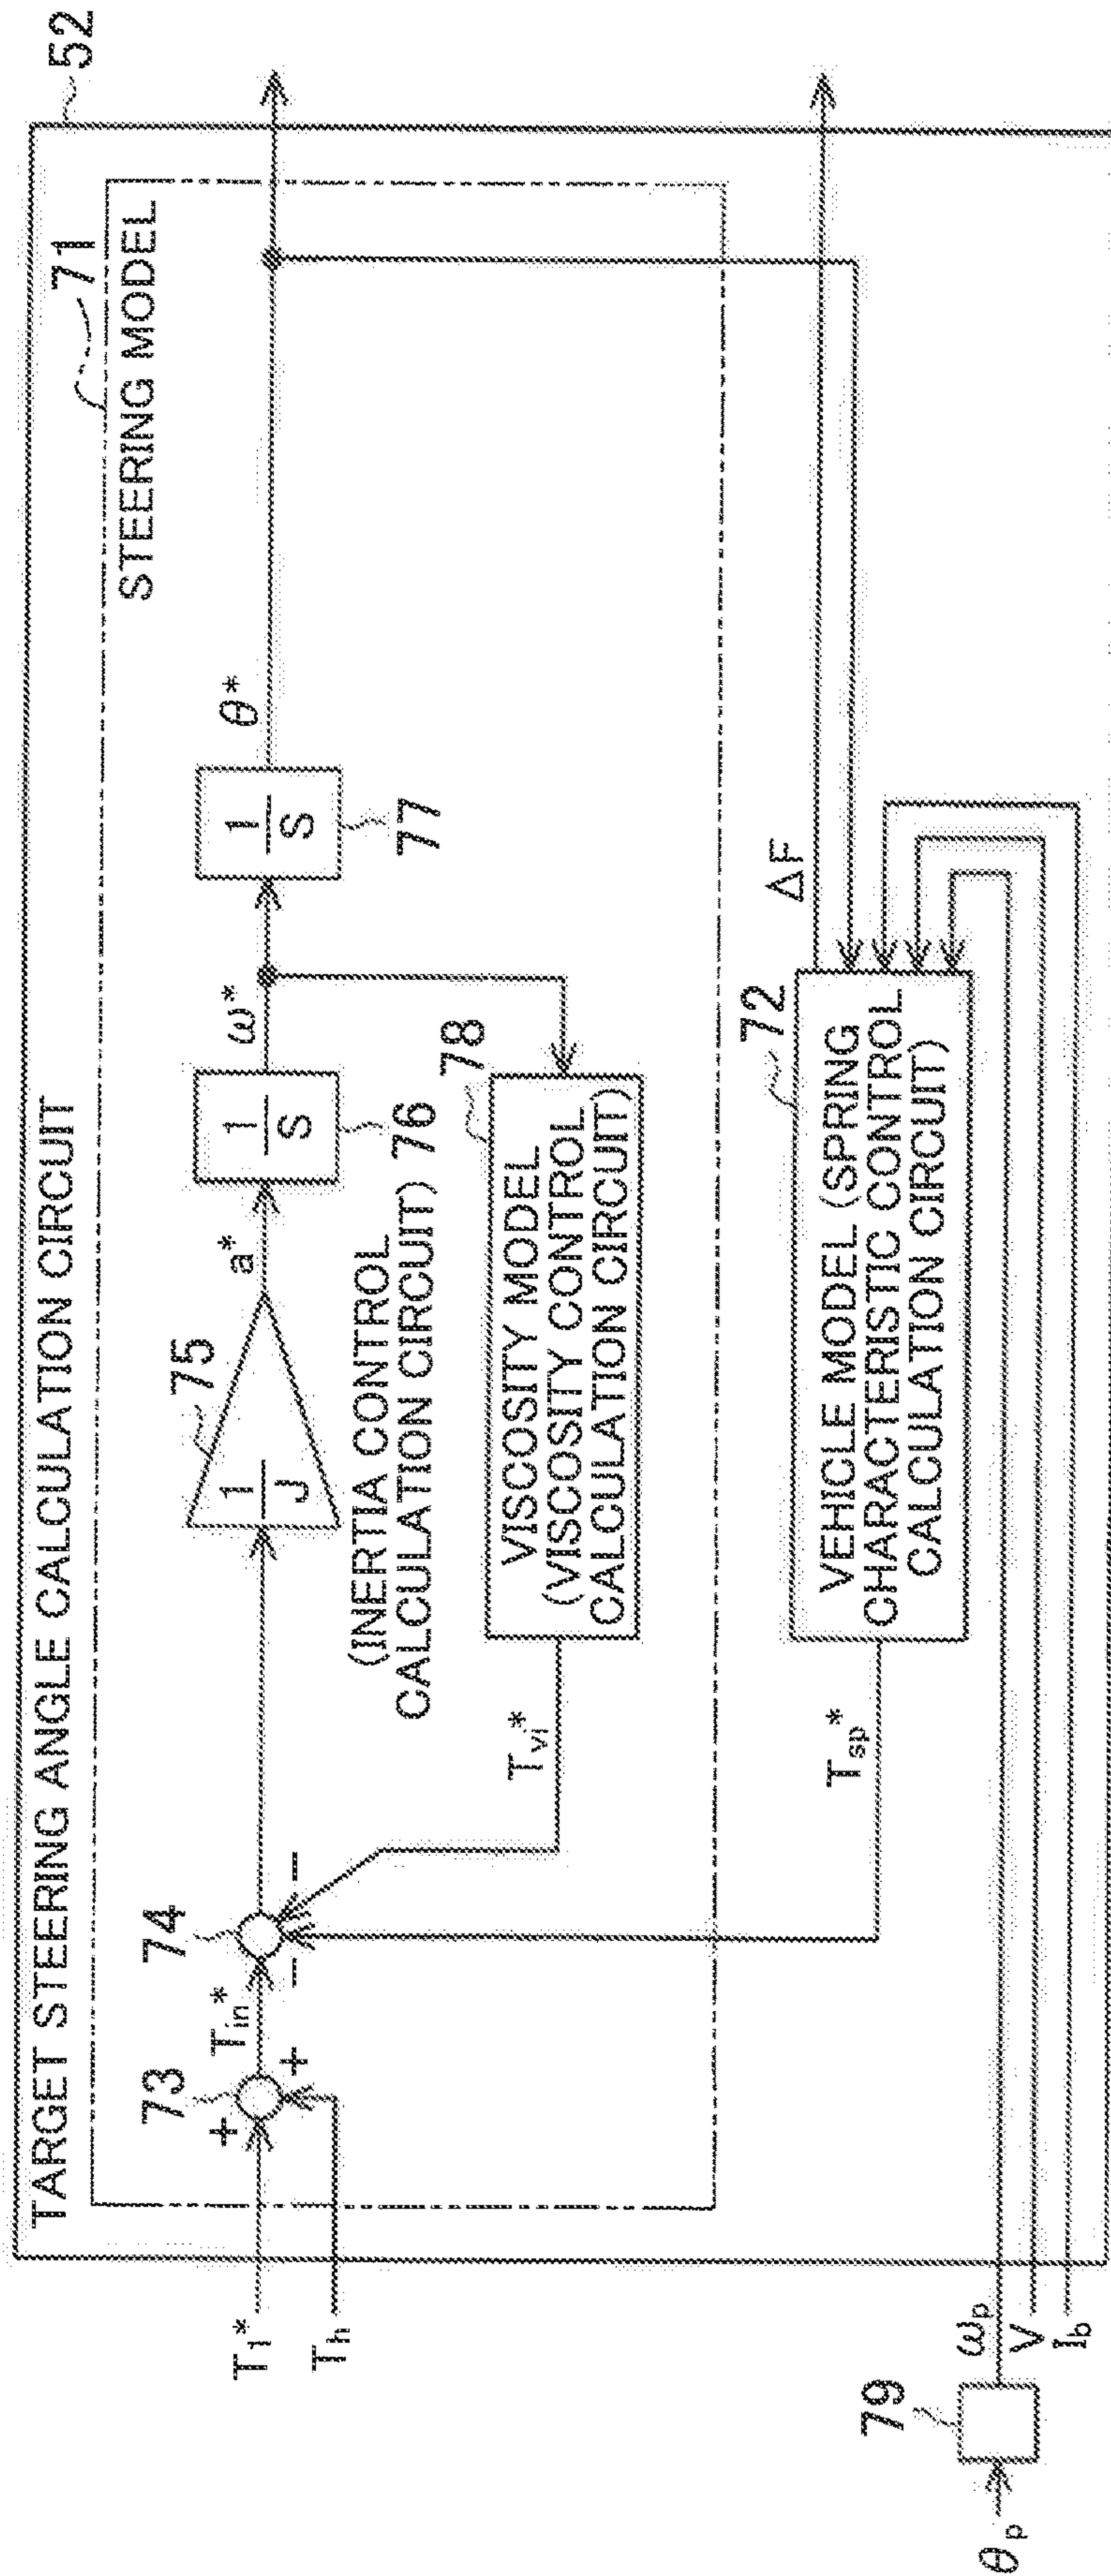 TARGET STEERING ANGLE CALCULATION CIRCUIT
52
71
STEERING MODEL
T1*
Th
+
+
73
Tin*
74
-
-
75
1
J
a*
(INERTIA CONTROL
CALCULATION CIRCUIT)
1
S
76
ω*
1
S
77
θ*
78
VISCOSITY MODEL
(VISCOSITY CONTROL
CALCULATION CIRCUIT)
Tvi*
72
VEHICLE MODEL (SPRING
CHARACTERISTIC CONTROL
CALCULATION CIRCUIT)
Tsp*
ΔF
θp
79
ωp
V
Ib